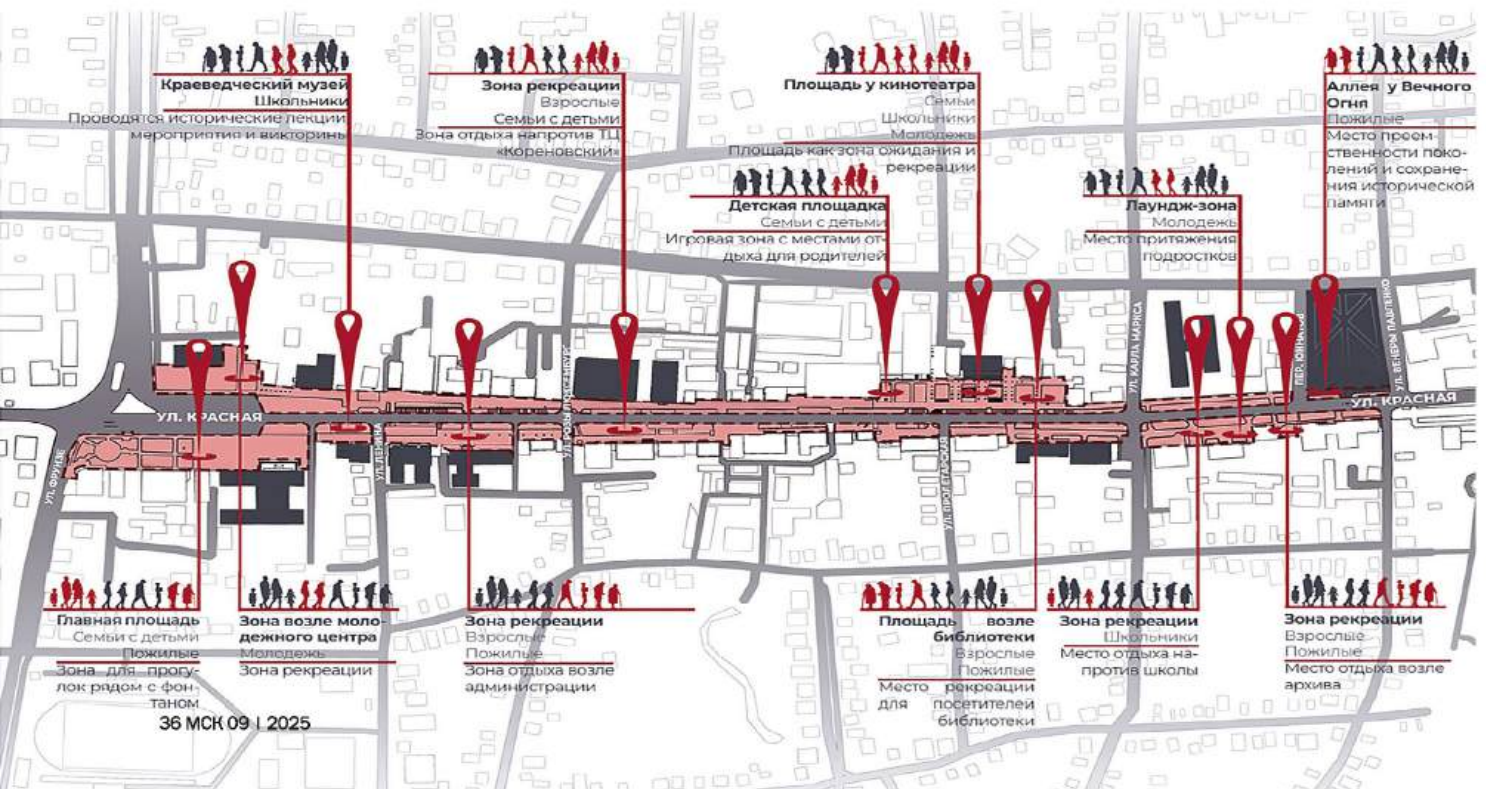 Краеведческий музей
Школьники
Проводятся исторические лекции
мероприятия и викторины
Зона рекреации
Взрослые
Семьи с детьми
Зона отдыха напротив ТЦ
«Кореновский»
Площадь у кинотеатра
Семьи
Школьники
Молодежь
Площадь как зона ожидания и
рекреации
Аллея у Вечного
Огня
Пожилые
Место преем-
ственности поко-
лений и сохране-
ния исторической
памяти
Детская площадка
Семьи с детьми
Игровая зона с местами от-
дыха для родителей
Лаундж-зона
Молодежь
Место притяжения
подростков
УЛ. КРАСНАЯ
УЛ. ФРУНЗЕ
УЛ. ЛЕНИНА
УЛ. РОЗЫ ЛЮКСЕМБУРГ
УЛ. ПРОЛЕТАРСКАЯ
УЛ. КАРЛА МАРКСА
ПЕР. ЮННАТОВ
УЛ. ВЕНЕРЫ ПАВЛЕНКО
УЛ. КРАСНАЯ
Главная площадь
Семьи с детьми
Пожилые
Зона для прогу-
лок рядом с фон-
таном
Зона возле моло-
дежного центра
Молодежь
Зона рекреации
Зона рекреации
Взрослые
Пожилые
Зона отдыха возле
администрации
Площадь возле
библиотеки
Взрослые
Пожилые
Место рекреации
для посетителей
библиотеки
Зона рекреации
Школьники
Место отдыха на-
против школы
Зона рекреации
Взрослые
Пожилые
Место отдыха возле
архива
36 МСК 09 | 2025